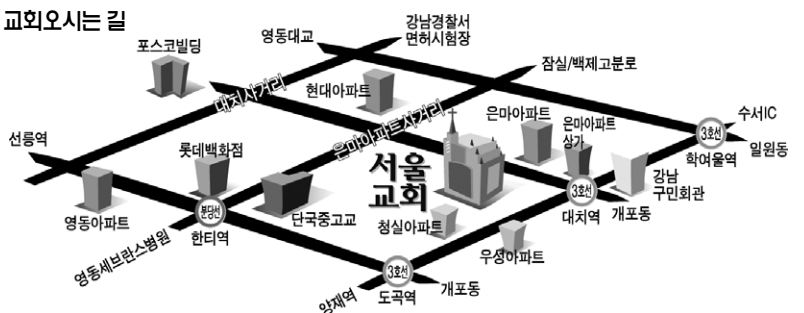 교회오시는 길
영동대교
강남경찰서
면허시험장
포스코빌딩
대치사거리
현대아파트
잠실/백제고분로
은마아파트사거리
은마아파트
은마아파트
상가
수서IC
3호선
일원동
학여울역
선릉역
롯데백화점
서울
교회
강남
구민회관
3호선
대치역
개포동
영동아파트
분당선
한티역
단국중고교
청실아파트
우성아파트
영동세브란스병원
3호선
도곡역
개포동
양재역